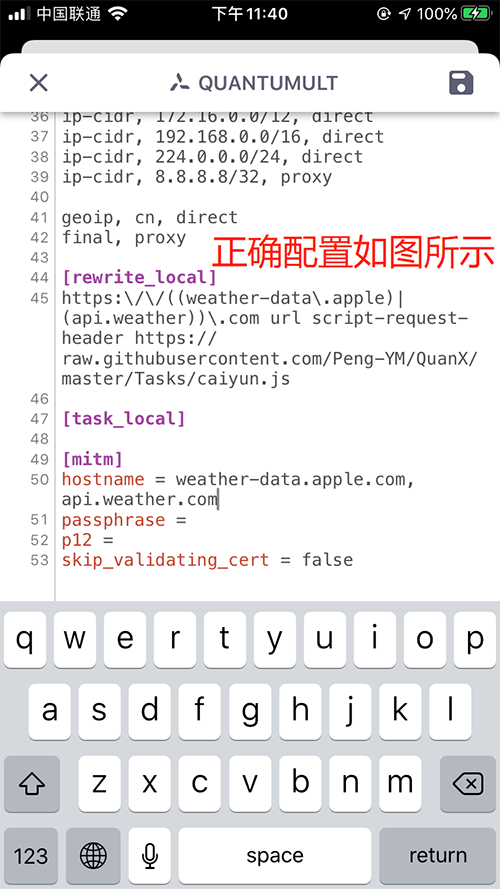 中国联通 下午11:40 100%
QUANTUMULT
36 ip-cidr, 172.16.0.0/12, direct
37 ip-cidr, 192.168.0.0/16, direct
38 ip-cidr, 224.0.0.0/24, direct
39 ip-cidr, 8.8.8.8/32, proxy
40
41 geoip, cn, direct
42 final, proxy
正确配置如图所示
43
44 [rewrite_local]
45 https:\/\/((weather-data\.apple)|
(api.weather))\.com url script-request-
header https://
raw.githubusercontent.com/Peng-YM/QuanX/
master/Tasks/caiyun.js
46
47 [task_local]
48
49 [mitm]
50 hostname = weather-data.apple.com,
api.weather.com
51 passphrase =
52 p12 =
53 skip_validating_cert = false
q w e r t y u i o p
a s d f g h j k l
z x c v b n m
123 space return